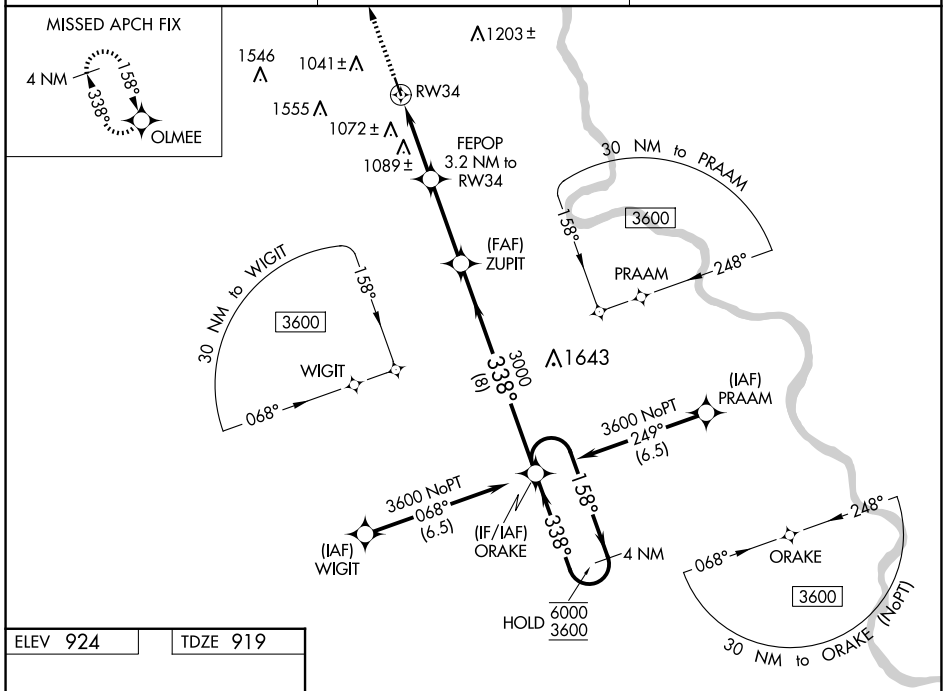 MISSED APCH FIX
4 NM
158°
338°
OLMEE
1546
1041±
1203±
1555
RW34
1072±
1089±
FEPOP
3.2 NM to
RW34
(FAF)
ZUPIT
30 NM to PRAAM
3600
158°
PRAAM
248°
30 NM to WIGIT
158°
3600
WIGIT
068°
3000
338°
(8)
1643
(IAF)
PRAAM
3600 NoPT
249°
(6.5)
3600 NoPT
068°
(6.5)
(IAF)
WIGIT
(IF/IAF)
ORAKE
158°
338°
4 NM
HOLD
6000
3600
248°
068°
ORAKE
3600
30 NM to ORAKE (NoPT)
ELEV 924
TDZE 919